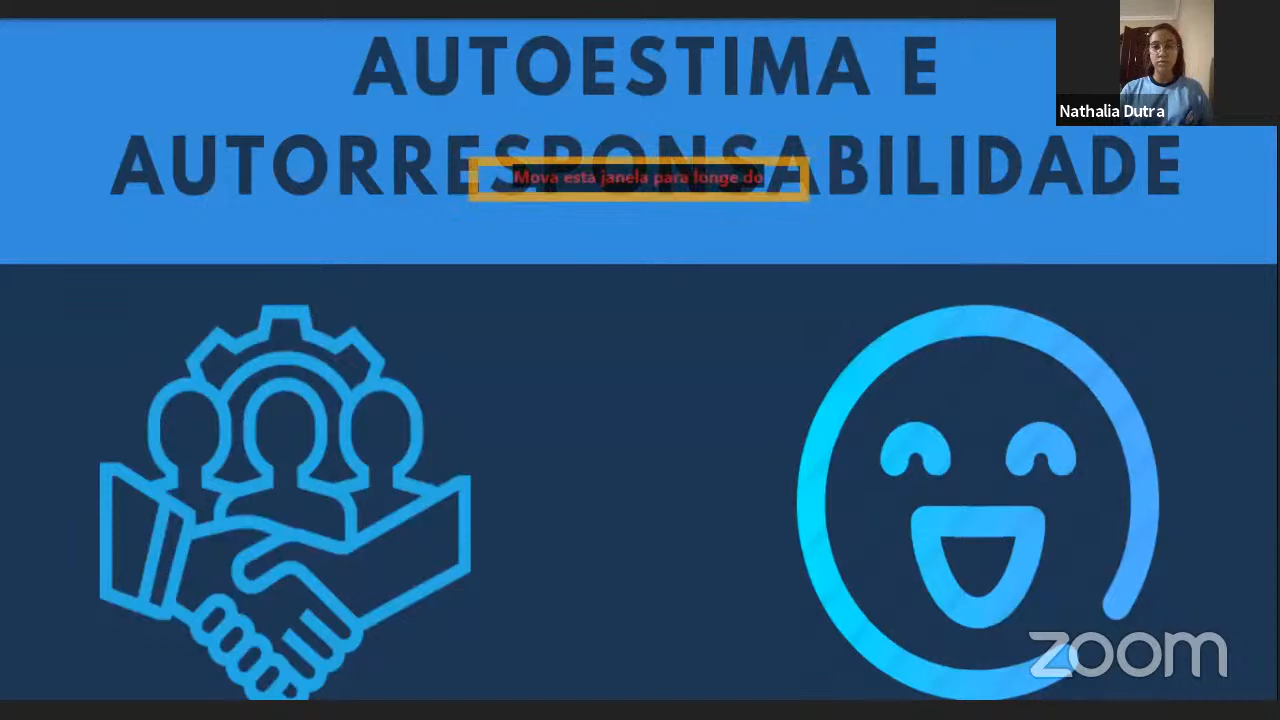 AUTOESTIMA E
AUTORRESPONSABILIDADE
Mova esta janela para longe do
Nathalia Dutra
zoom